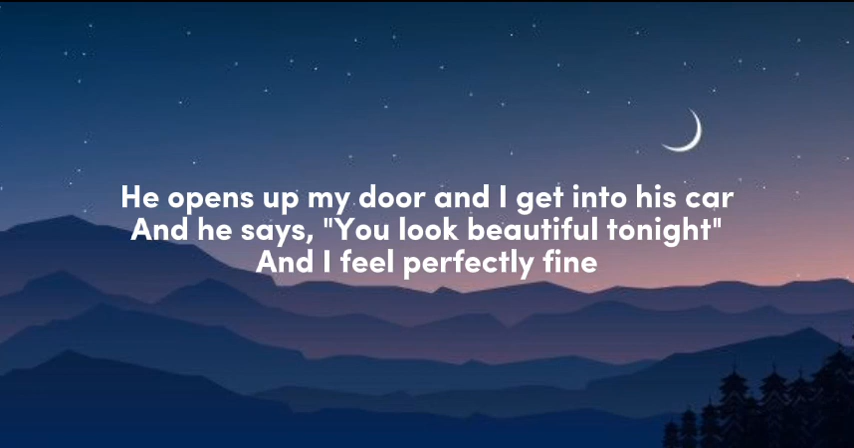 He opens up my door and I get into his car
And he says, "You look beautiful tonight"
And I feel perfectly fine